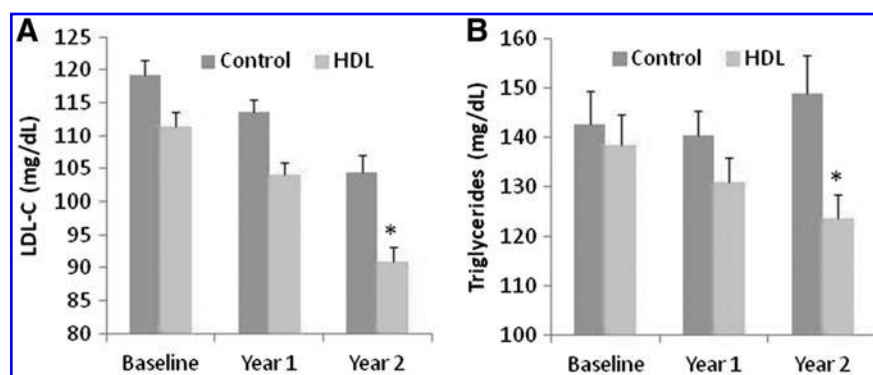 A
LDL-C (mg/dL)
125
120
115
110
105
100
95
90
85
80
Control HDL
*
Baseline Year 1 Year 2
B
Triglycerides (mg/dL)
160
150
140
130
120
110
100
Control HDL
*
Baseline Year 1 Year 2